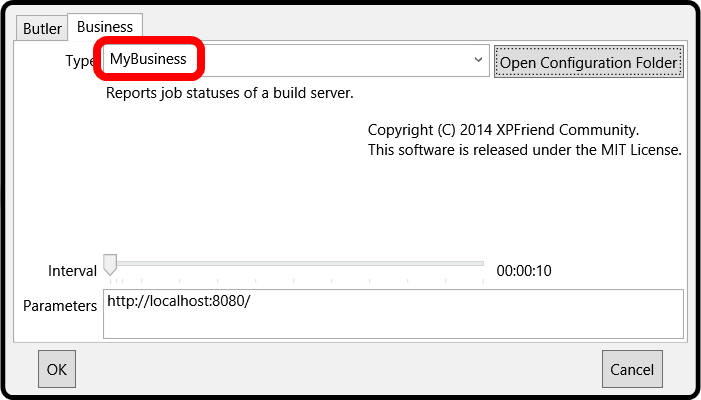 Butler Business
Type MyBusiness Open Configuration Folder
Reports job statuses of a build server.
Copyright (C) 2014 XPFriend Community.
This software is released under the MIT License.
Interval 00:00:10
Parameters http://localhost:8080/
OK Cancel